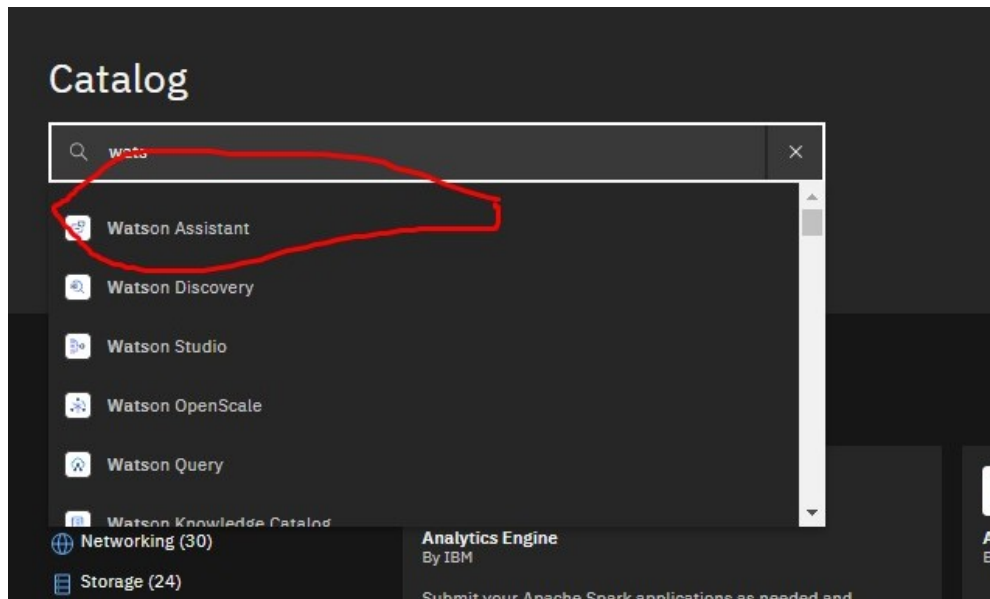 Catalog
wats
Watson Assistant
Watson Discovery
Watson Studio
Watson OpenScale
Watson Query
Watson Knowledge Catalog
Networking (30)
Analytics Engine
By IBM
Storage (24)
Submit your Apache Spark applications as needed and